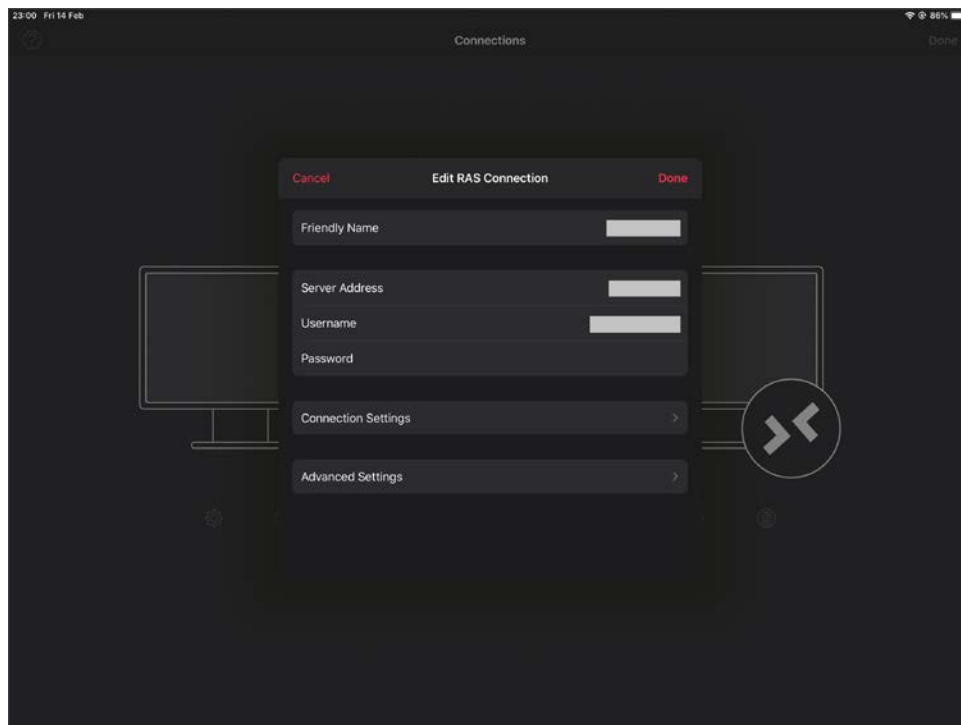 23:00 Fri 14 Feb
86%
Connections
Done
Cancel
Edit RAS Connection
Done
Friendly Name
Server Address
Username
Password
Connection Settings
Advanced Settings